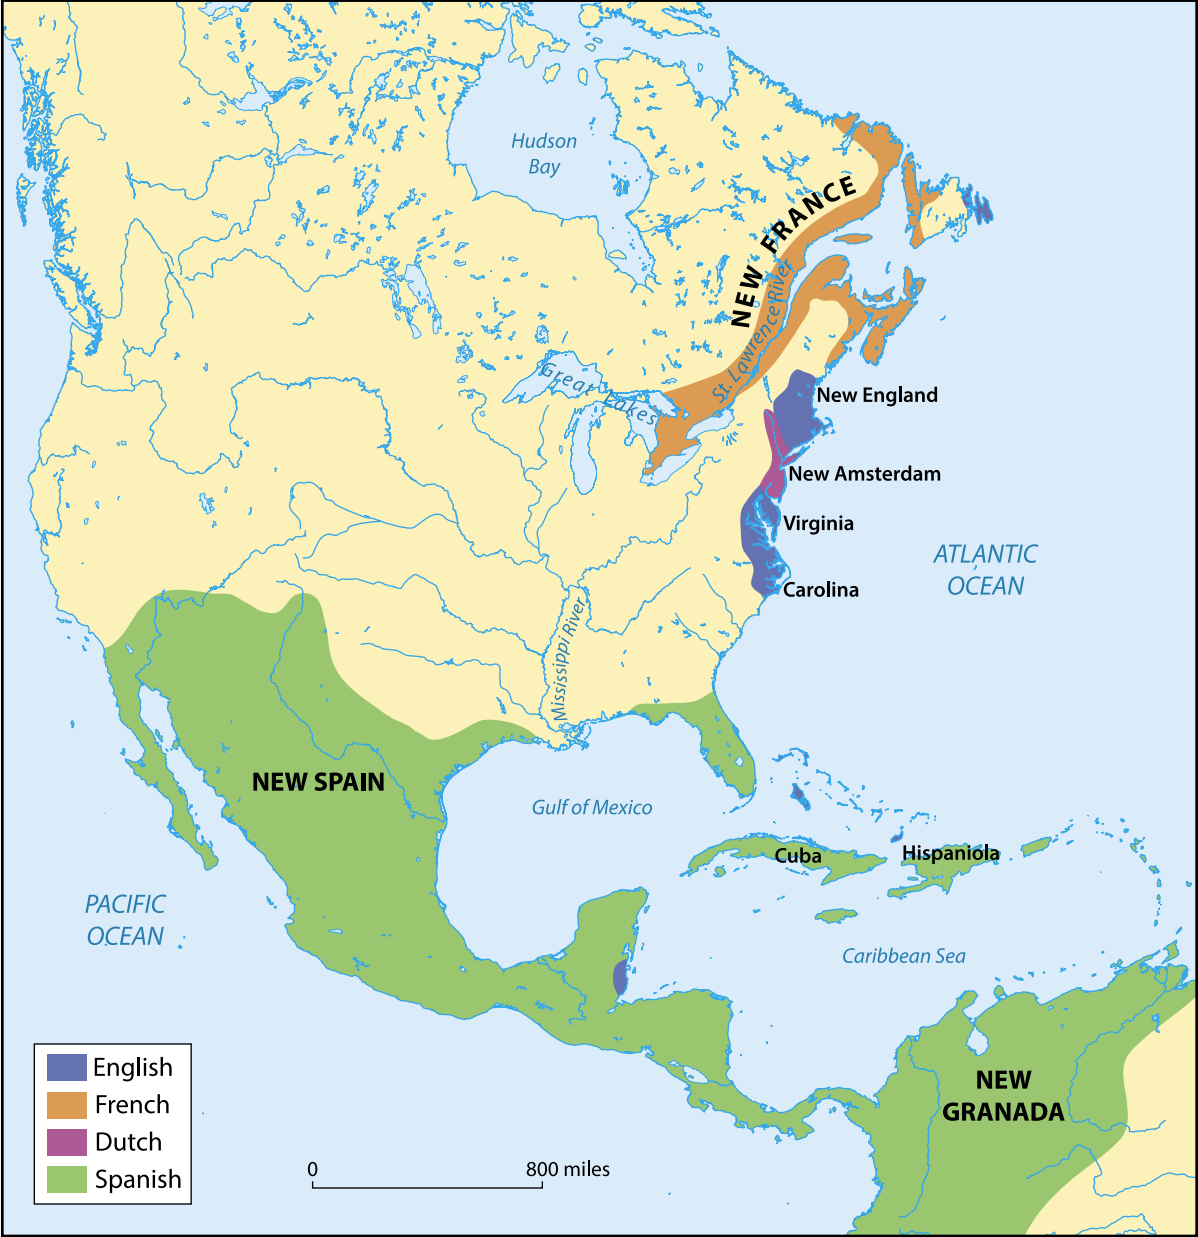 Hudson
Bay
NEW FRANCE
St. Lawrence River
Great Lakes
New England
New Amsterdam
Virginia
Carolina
ATLANTIC
OCEAN
Mississippi River
NEW SPAIN
Gulf of Mexico
Cuba
Hispaniola
PACIFIC
OCEAN
Caribbean Sea
NEW
GRANADA
English
French
Dutch
Spanish
0 800 miles